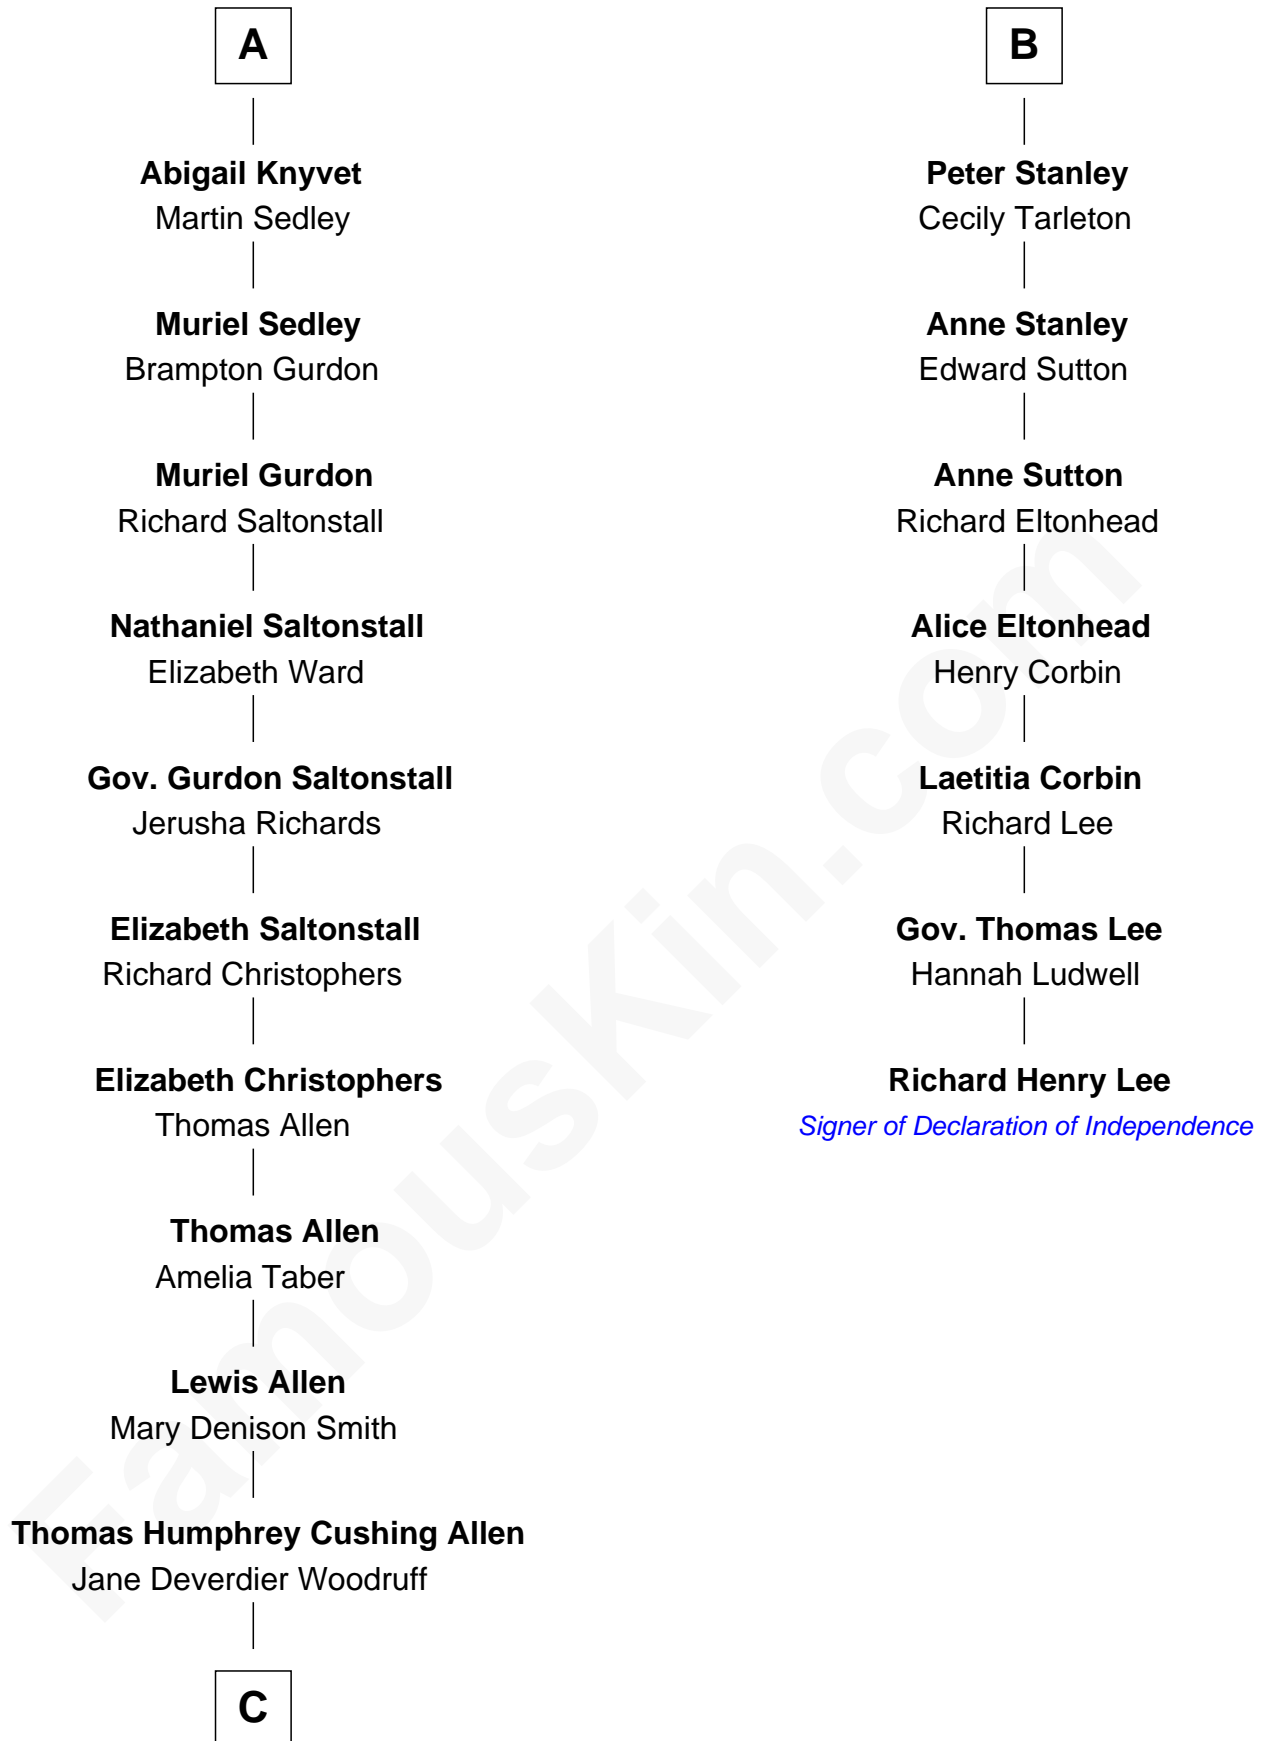 A
Abigail Knyvet
Martin Sedley
Muriel Sedley
Brampton Gurdon
Muriel Gurdon
Richard Saltonstall
Nathaniel Saltonstall
Elizabeth Ward
Gov. Gurdon Saltonstall
Jerusha Richards
Elizabeth Saltonstall
Richard Christophers
Elizabeth Christophers
Thomas Allen
Thomas Allen
Amelia Taber
Lewis Allen
Mary Denison Smith
Thomas Humphrey Cushing Allen
Jane Deverdier Woodruff
C
B
Peter Stanley
Cecily Tarleton
Anne Stanley
Edward Sutton
Anne Sutton
Richard Eltonhead
Alice Eltonhead
Henry Corbin
Laetitia Corbin
Richard Lee
Gov. Thomas Lee
Hannah Ludwell
Richard Henry Lee
Signer of Declaration of Independence
FamousKin.com